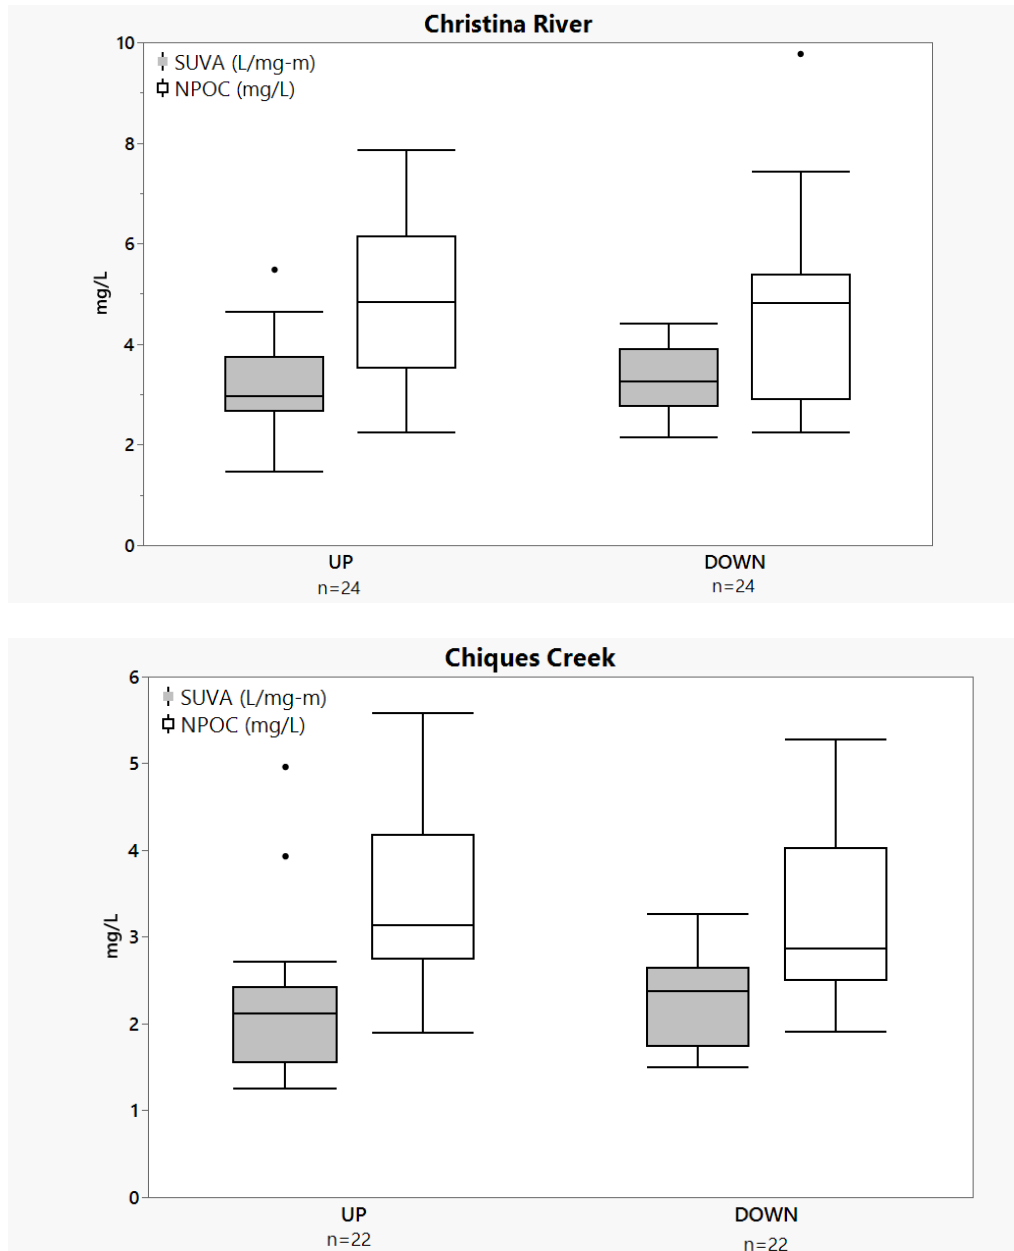 Christina River
SUVA (L/mg-m)
NPOC (mg/L)
10
8
6
4
2
0
mg/L
UP
DOWN
n=24
n=24
Chiques Creek
SUVA (L/mg-m)
NPOC (mg/L)
6
5
4
3
2
1
0
mg/L
UP
DOWN
n=22
n=22